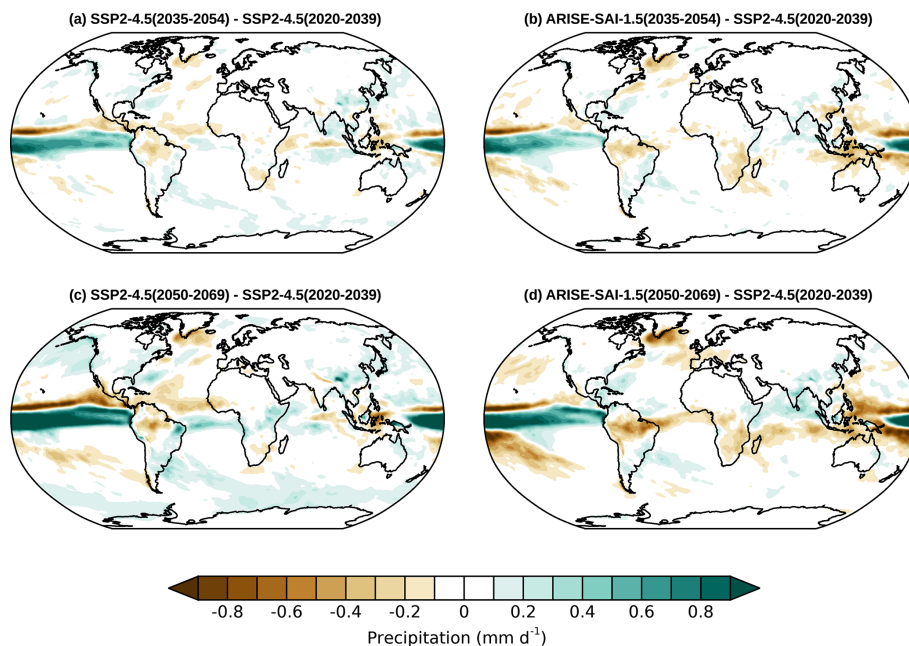 (a) SSP2-4.5(2035-2054) - SSP2-4.5(2020-2039)
(b) ARISE-SAI-1.5(2035-2054) - SSP2-4.5(2020-2039)
(c) SSP2-4.5(2050-2069) - SSP2-4.5(2020-2039)
(d) ARISE-SAI-1.5(2050-2069) - SSP2-4.5(2020-2039)
-0.8 -0.6 -0.4 -0.2 0 0.2 0.4 0.6 0.8
Precipitation (mm d⁻¹)